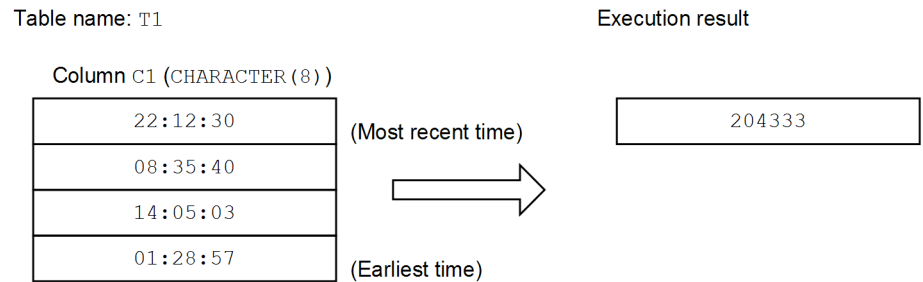 Table name: T1
Execution result
Column C1 (CHARACTER(8))
22:12:30
(Most recent time)
204333
08:35:40
14:05:03
01:28:57
(Earliest time)